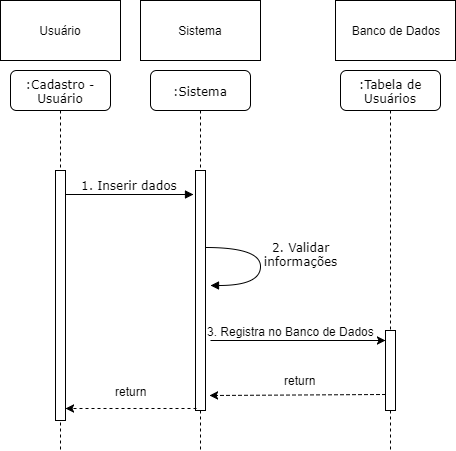 Usuário
Sistema
Banco de Dados
:Cadastro -
Usuário
:Sistema
:Tabela de
Usuários
1. Inserir dados
2. Validar
informações
3. Registra no Banco de Dados
return
return